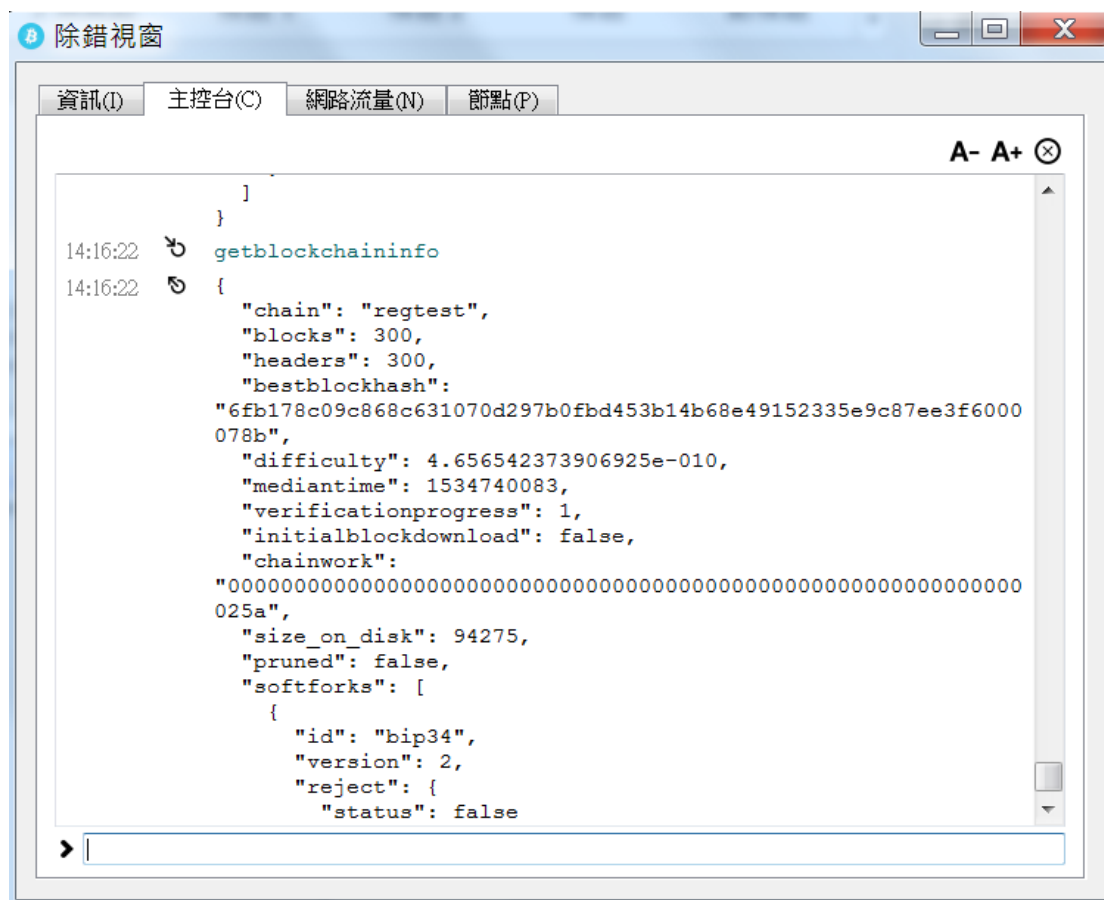 除錯視窗
資訊(I) 主控台(C) 網路流量(N) 節點(P)
A- A+
]
}
14:16:22 getblockchaininfo
14:16:22 {
"chain": "regtest",
"blocks": 300,
"headers": 300,
"bestblockhash":
"6fb178c09c868c631070d297b0fbd453b14b68e49152335e9c87ee3f6000
078b",
"difficulty": 4.656542373906925e-010,
"mediantime": 1534740083,
"verificationprogress": 1,
"initialblockdownload": false,
"chainwork":
"000000000000000000000000000000000000000000000000000000000000
025a",
"size_on_disk": 94275,
"pruned": false,
"softforks": [
{
"id": "bip34",
"version": 2,
"reject": {
"status": false